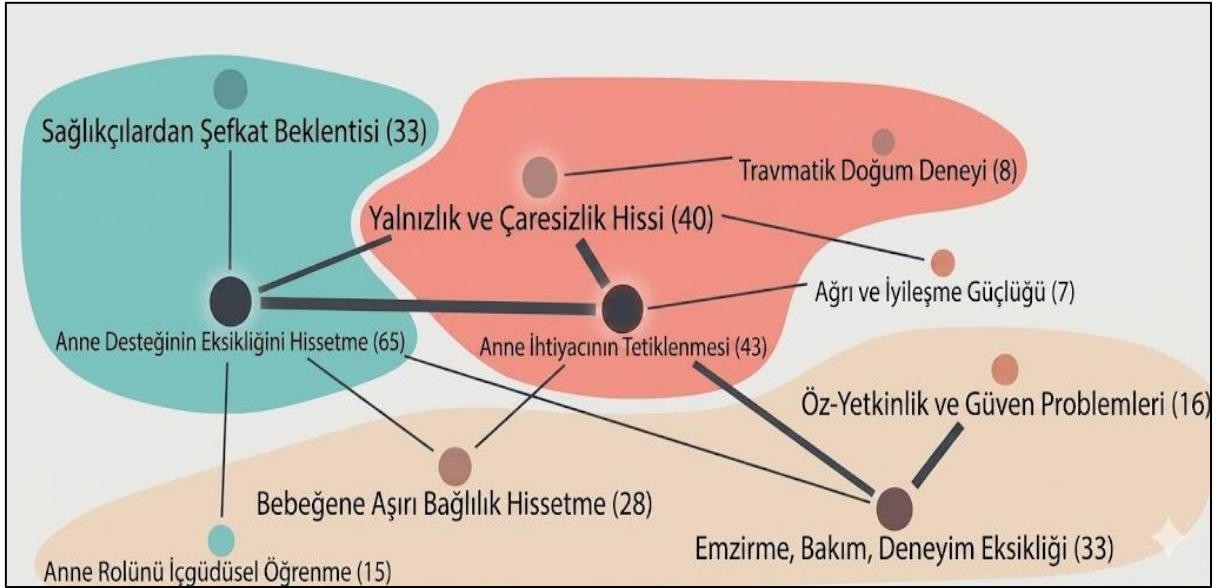 Sağlıkçılardan Şefkat Beklentisi (33)
Travmatik Doğum Deneyi (8)
Yalnızlık ve Çaresizlik Hissi (40)
Ağrı ve İyileşme Güçlüğü (7)
Anne Desteğinin Eksikliğini Hissetme (65)
Anne İhtiyacının Tetiklenmesi (43)
Öz-Yetkinlik ve Güven Problemleri (16)
Bebeğene Aşırı Bağlılık Hissetme (28)
Emzirme, Bakım, Deneyim Eksikliği (33)
Anne Rolünü İçgüdüsel Öğrenme (15)